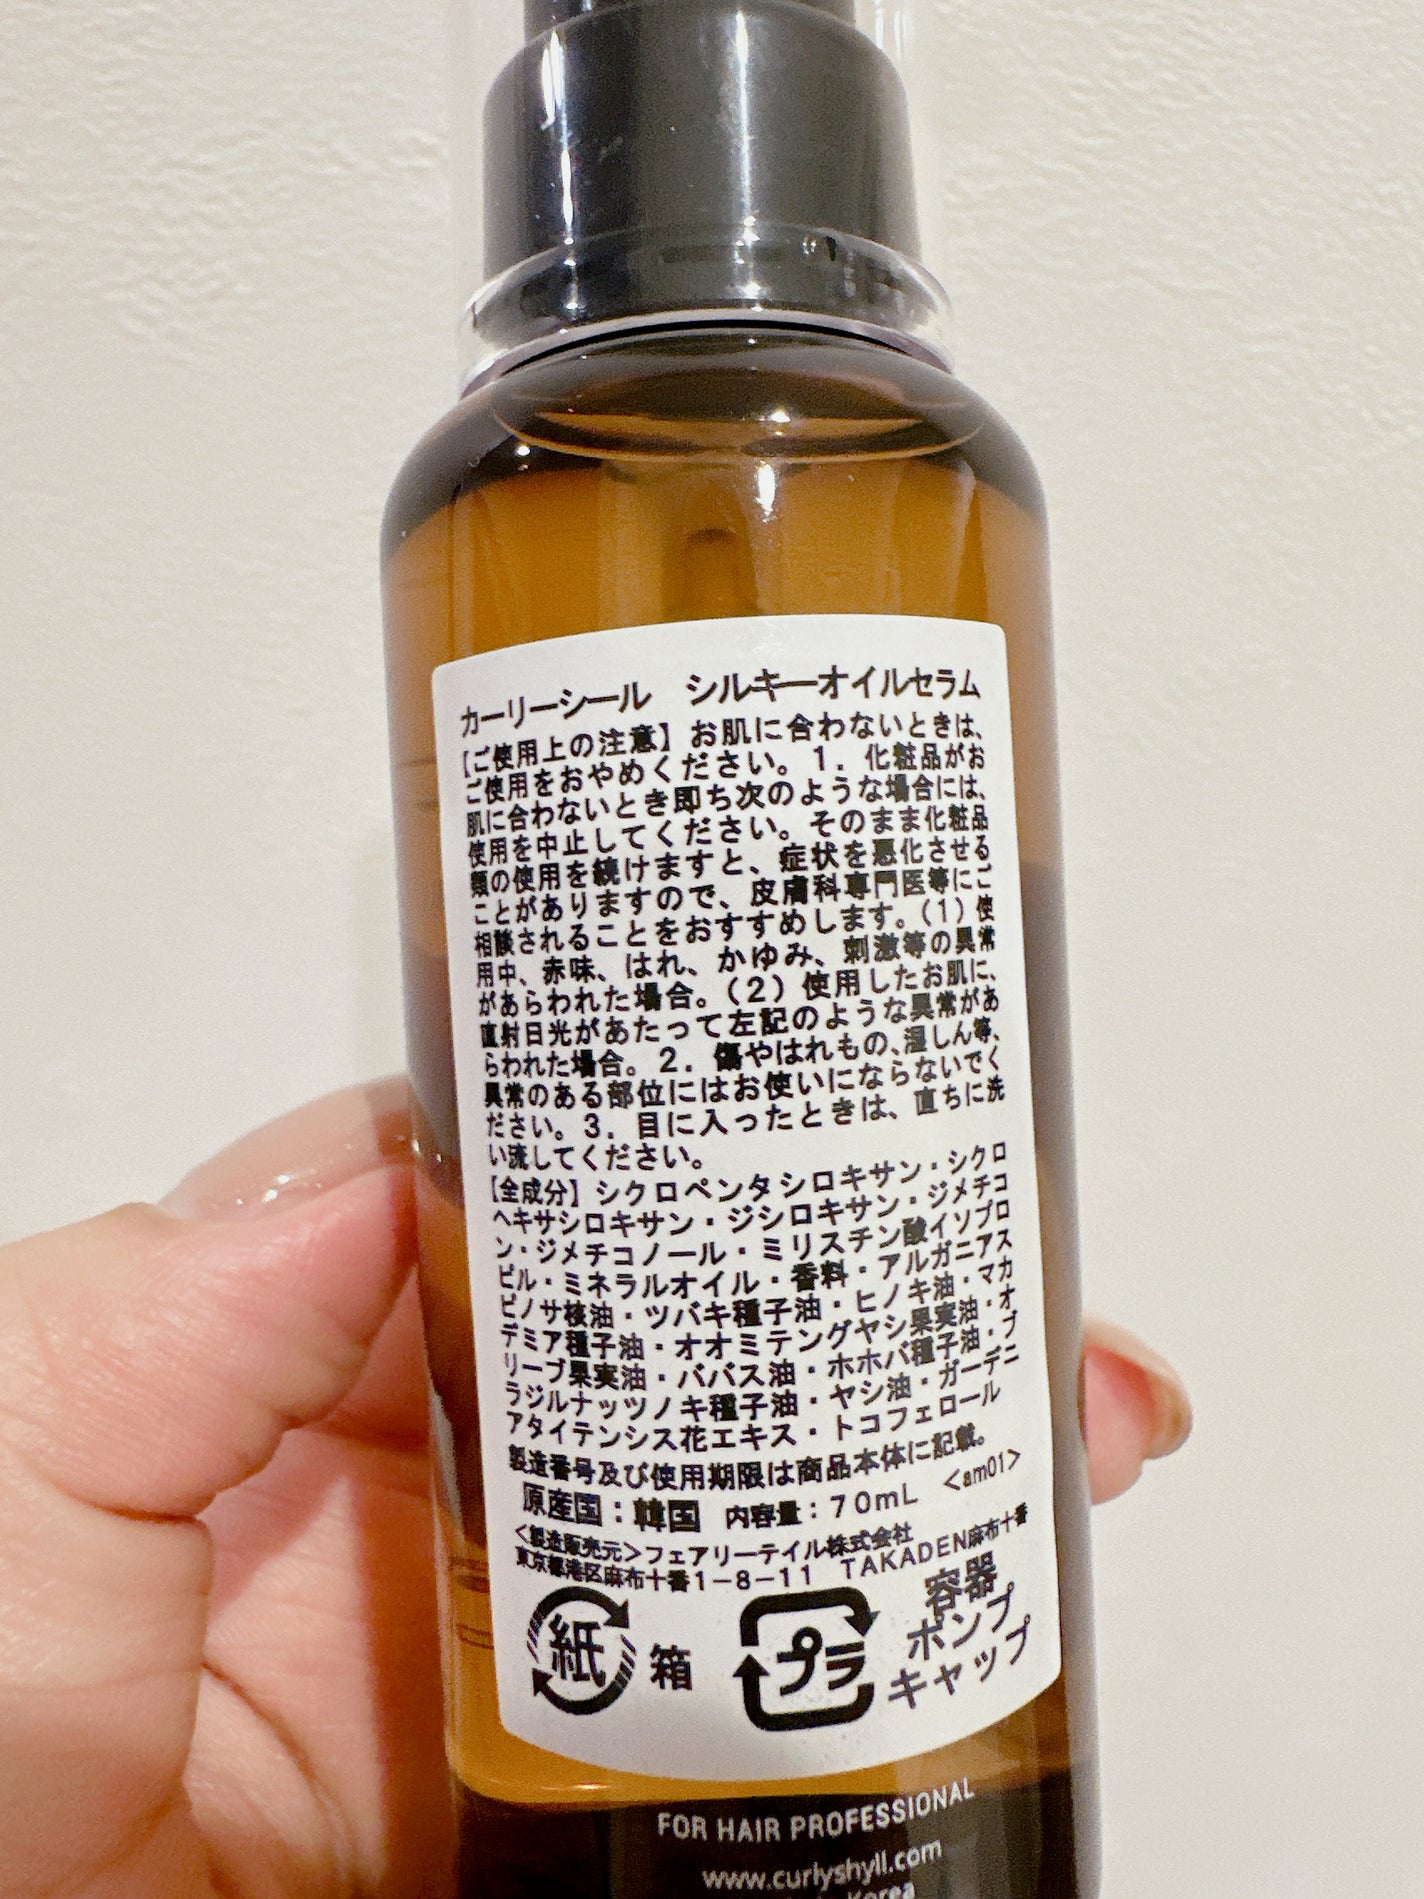 カーリーシール　シルキーオイルセラム
【ご使用上の注意】お肌に合わないときは、
ご使用をおやめください。1．化粧品がお
肌に合わないとき即ち次のような場合には、
使用を中止してください。そのまま化粧品
類の使用を続けますと、症状を悪化させる
ことがありますので、皮膚科専門医等にご
相談されることをおすすめします。（1）使
用中、赤味、はれ、かゆみ、刺激等の異常
があらわれた場合。（2）使用したお肌に、
直射日光があたって左記のような異常があ
らわれた場合。2．傷やはれもの、湿しん等、
異常のある部位にはお使いにならないでく
ださい。3．目に入ったときは、直ちに洗
い流してください。
【全成分】シクロペンタシロキサン・シクロ
ヘキサシロキサン・ジシロキサン・ジメチコ
ン・ジメチコノール・ミリスチン酸イソプロ
ピル・ミネラルオイル・香料・アルガニアス
ピノサ核油・ツバキ種子油・ヒノキ油・マカ
デミア種子油・オオミテングヤシ果実油・オ
リーブ果実油・ババス油・ホホバ種子油・ブ
ラジルナッツノキ種子油・ヤシ油・ガーデニ
アタイテンシス花エキス・トコフェロール
製造番号及び使用期限は商品本体に記載。
原産国：韓国　内容量：70mL　<am01>
<製造販売元>フェアリーテイル株式会社
東京都港区麻布十番1－8－11　TAKADEN麻布十番
紙 箱
プラ 容器
ポンプ
キャップ
FOR HAIR PROFESSIONAL
www.curlyshyll.com
Korea